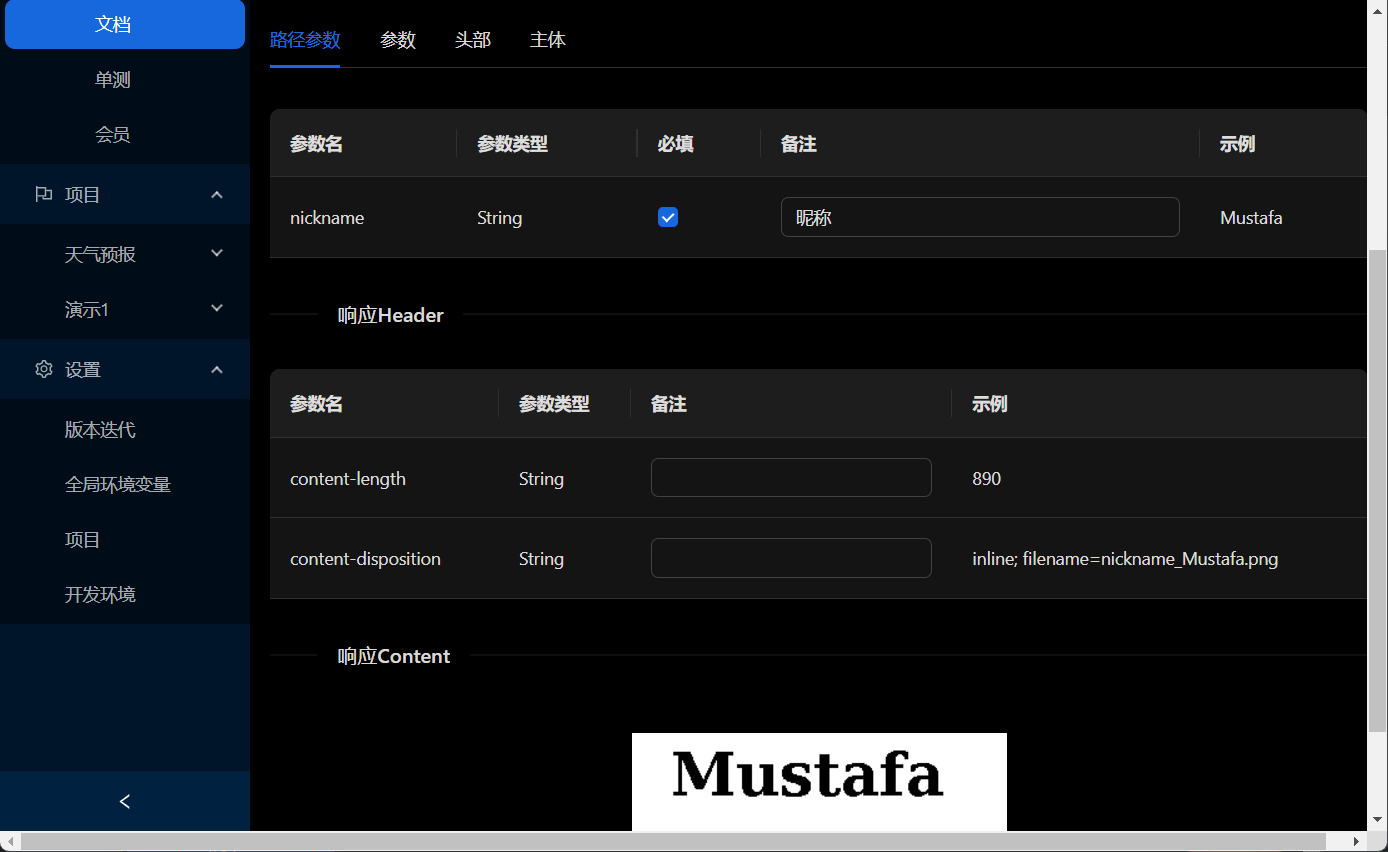 文档
单测
会员
项目
天气预报
演示1
设置
版本迭代
全局环境变量
项目
开发环境
路径参数 参数 头部 主体
参数名 参数类型 必填 备注 示例
nickname String 昵称 Mustafa
响应Header
参数名 参数类型 备注 示例
content-length String 890
content-disposition String inline; filename=nickname_Mustafa.png
响应Content
Mustafa